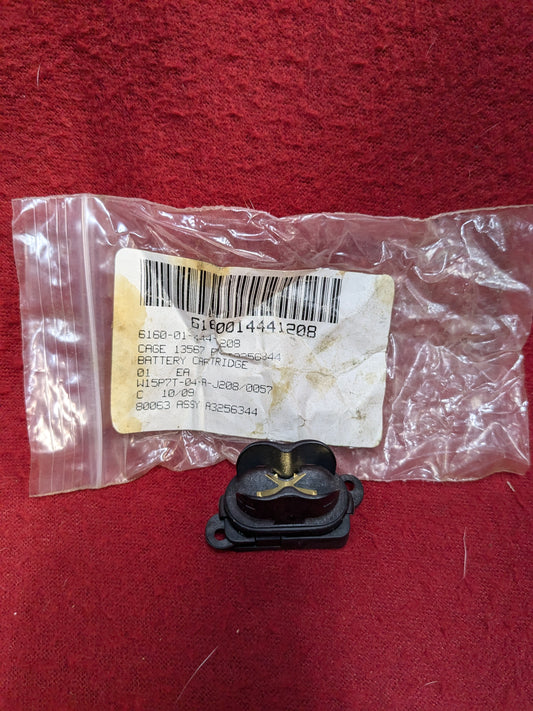 6160014441208
6160-01-444-1208
CAGE 13567 A3256344
BATTERY CARTRIDGE
01 EA
W15P7T-04-A-J208/0057
C 10/09
80063 ASSY A3256344